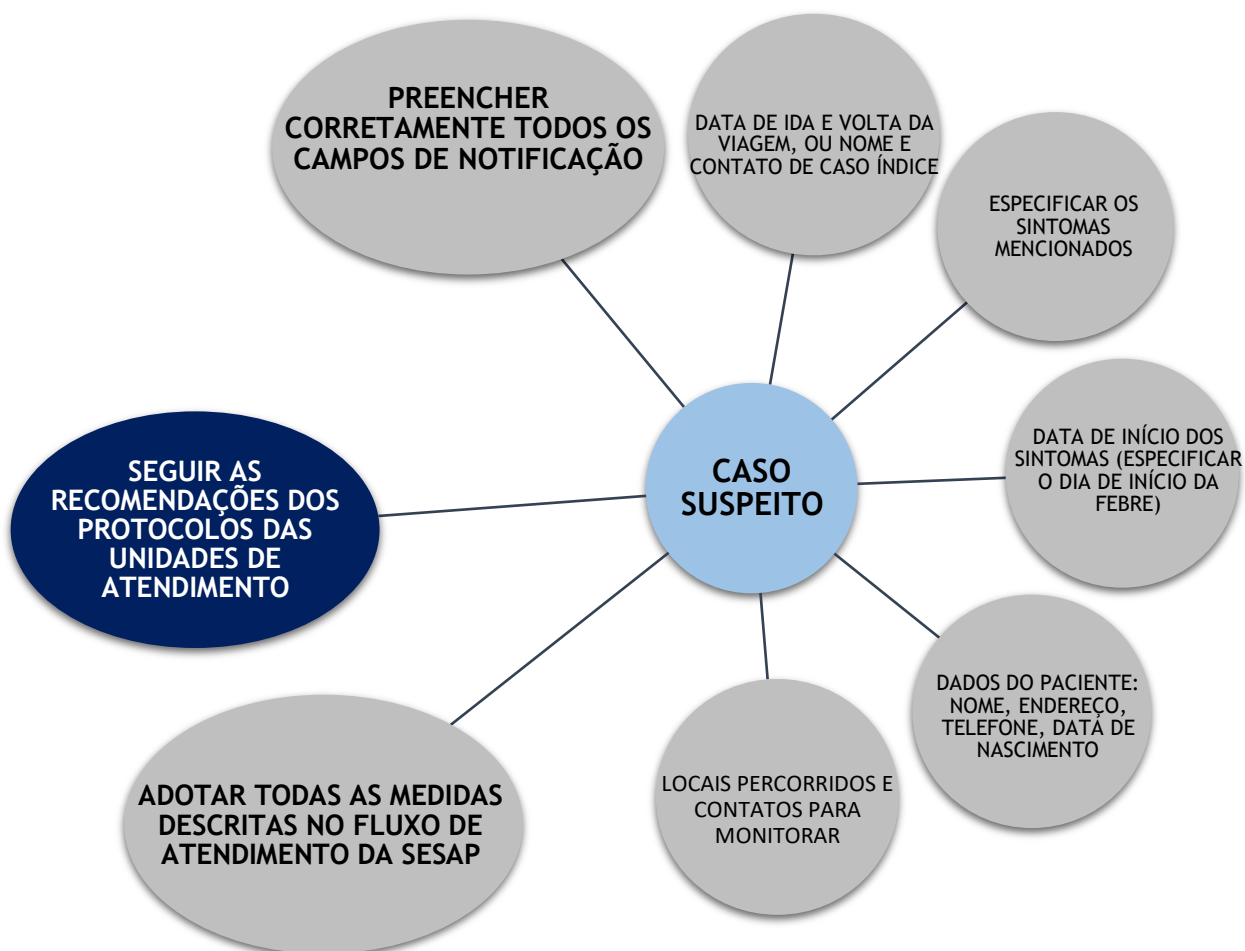 PREENCHER
CORRETAMENTE TODOS OS
CAMPOS DE NOTIFICAÇÃO
DATA DE IDA E VOLTA DA
VIAGEM, OU NOME E
CONTATO DE CASO ÍNDICE
ESPECIFICAR OS
SINTOMAS
MENCIONADOS
DATA DE INÍCIO DOS
SINTOMAS (ESPECIFICAR
O DIA DE INÍCIO DA
FEBRE)
CASO
SUSPEITO
SEGUIR AS
RECOMENDAÇÕES DOS
PROTOCOLOS DAS
UNIDADES DE
ATENDIMENTO
DADOS DO PACIENTE:
NOME, ENDEREÇO,
TELEFONE, DATA DE
NASCIMENTO
LOCAIS PERCORRIDOS E
CONTATOS PARA
MONITORAR
ADOTAR TODAS AS MEDIDAS
DESCRITAS NO FLUXO DE
ATENDIMENTO DA SESAP